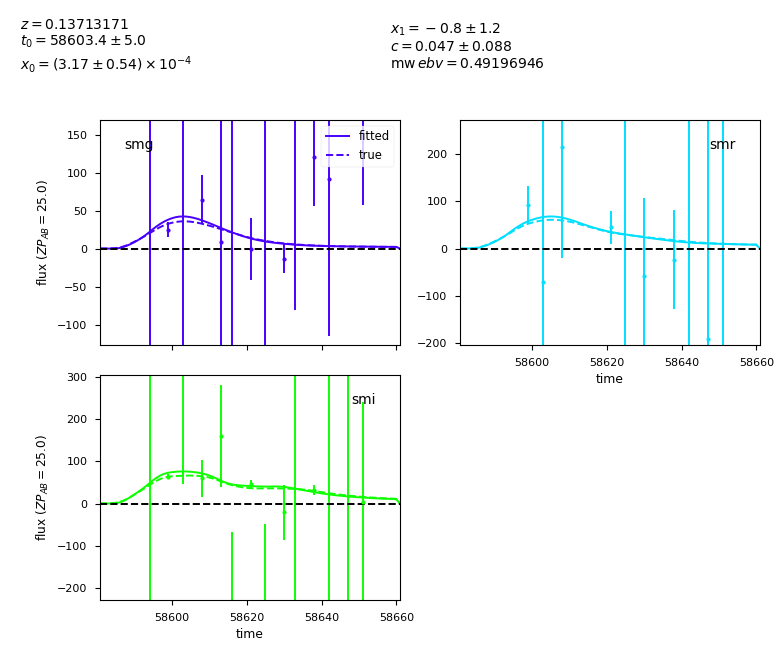 z = 0.13713171
t₀ = 58603.4 ± 5.0
x₀ = (3.17 ± 0.54) × 10⁻⁴
x₁ = −0.8 ± 1.2
c = 0.047 ± 0.088
mw ebv = 0.49196946
smg
fitted
true
150
100
50
0
−50
−100
flux (ZP_AB = 25.0)
smr
200
100
0
−100
−200
58600
58620
58640
58660
time
smi
300
200
100
0
−100
−200
flux (ZP_AB = 25.0)
58600
58620
58640
58660
time